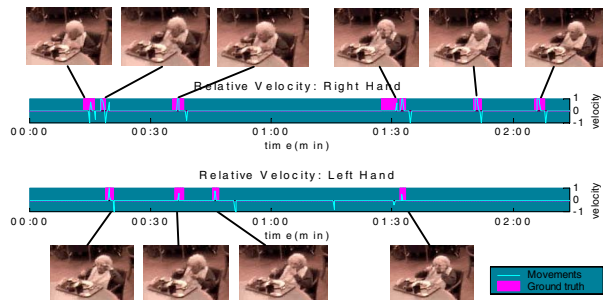 Relative Velocity: Right Hand
1
0
-1
velocity
00:00 00:30 01:00 01:30 02:00
time(min)
Relative Velocity: Left Hand
1
0
-1
velocity
00:00 00:30 01:00 01:30 02:00
time(min)
Movements
Ground truth